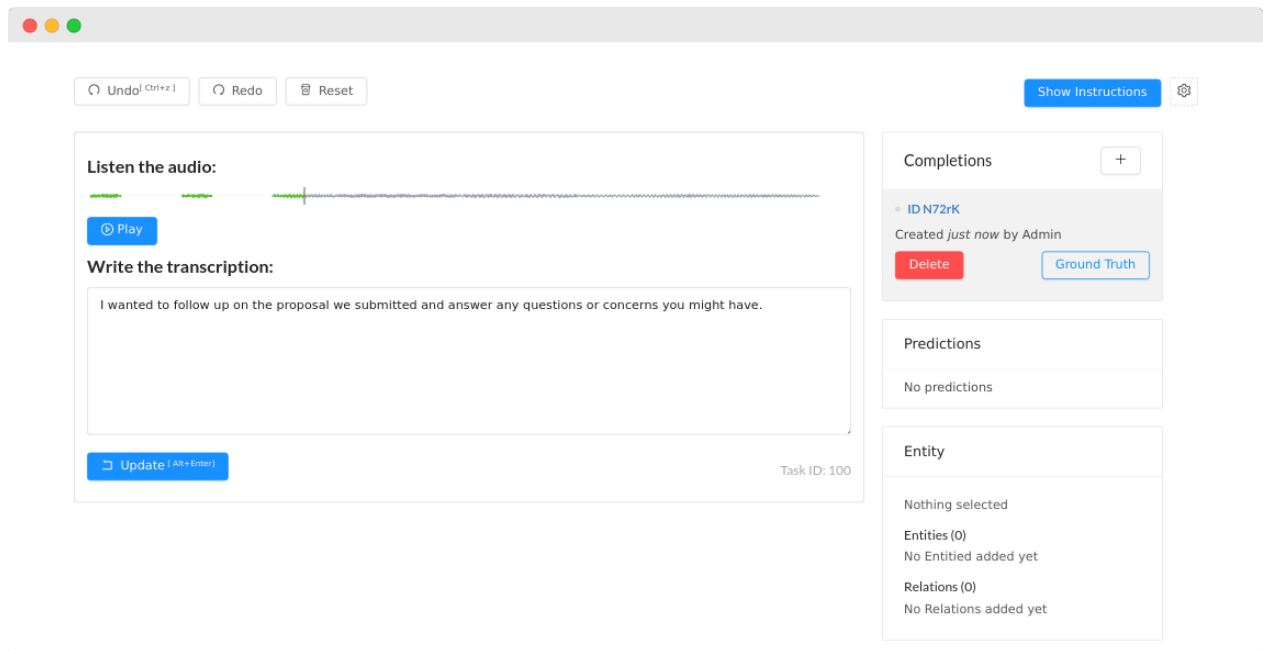 Undo[ Ctrl+z ]
Redo
Reset
Show Instructions
Listen the audio:
Play
Write the transcription:
I wanted to follow up on the proposal we submitted and answer any questions or concerns you might have.
Update[ Alt+Enter]
Task ID: 100
Completions
+
ID N72rK
Created just now by Admin
Delete
Ground Truth
Predictions
No predictions
Entity
Nothing selected
Entities (0)
No Entitied added yet
Relations (0)
No Relations added yet